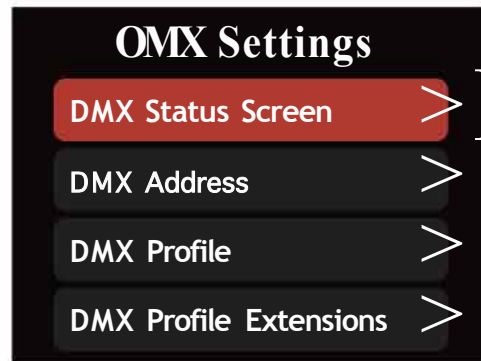 OMX Settings
DMX Status Screen >
DMX Address >
DMX Profile >
DMX Profile Extensions >